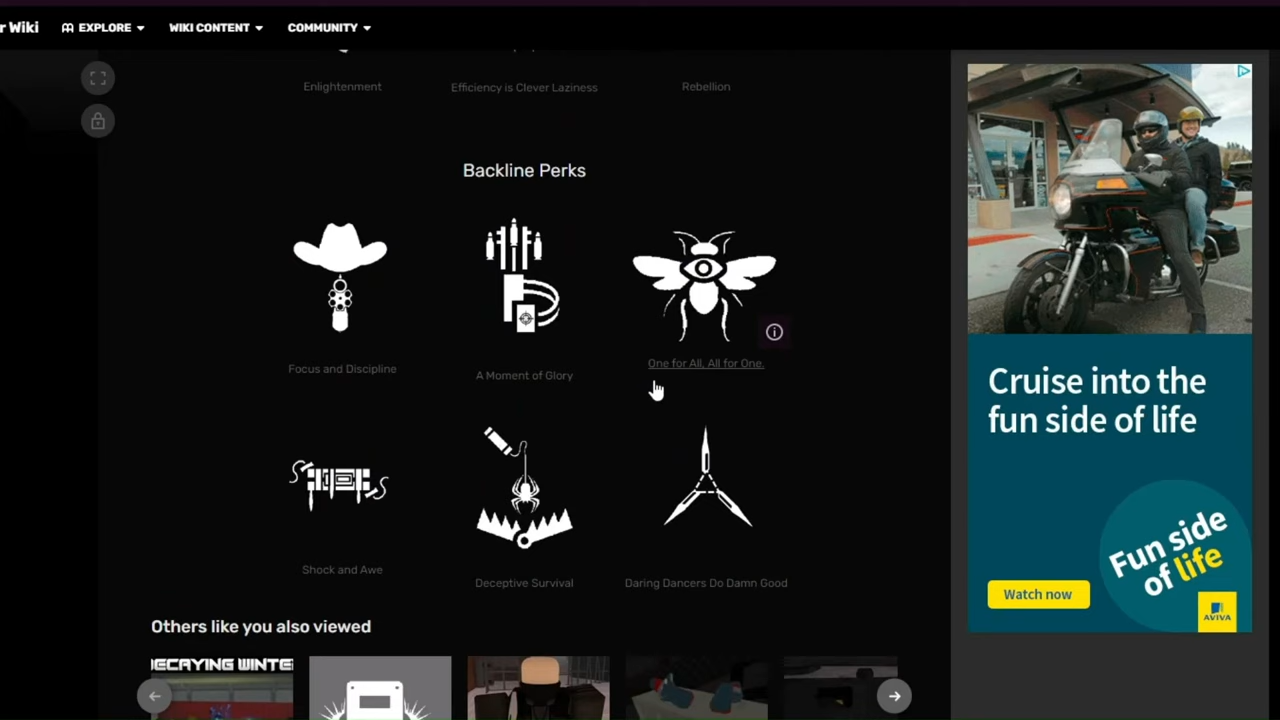 r Wiki
EXPLORE
WIKI CONTENT
COMMUNITY
Enlightenment
Efficiency is Clever Laziness
Rebellion
Backline Perks
Focus and Discipline
A Moment of Glory
One for All, All for One.
Shock and Awe
Deceptive Survival
Daring Dancers Do Damn Good
Others like you also viewed
ECAYING WINTE
Cruise into the
fun side of life
Fun side
of life
Watch now
AVIVA